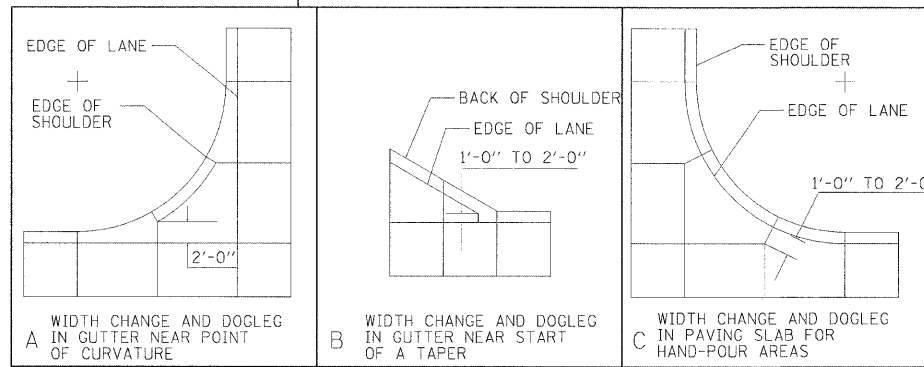 EDGE OF LANE
EDGE OF
SHOULDER
2'-0"
A
WIDTH CHANGE AND DOGLEG
IN GUTTER NEAR POINT
OF CURVATURE
BACK OF SHOULDER
EDGE OF LANE
1'-0" TO 2'-0"
B
WIDTH CHANGE AND DOGLEG
IN GUTTER NEAR START
OF A TAPER
EDGE OF
SHOULDER
EDGE OF LANE
1'-0" TO 2'-0
C
WIDTH CHANGE AND DOGLEG
IN PAVING SLAB FOR
HAND-POUR AREAS